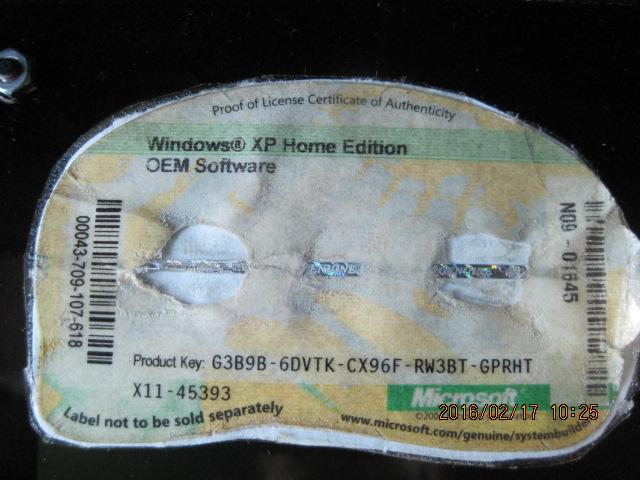 Proof of License Certificate of Authenticity
Windows® XP Home Edition
OEM Software
00043-709-107-618
N09 - 01845
GENUINE
Product Key: G3B9B-6DVTK-CX96F-RW3BT-GPRHT
X11-45393
Microsoft
2016/02/17 10:25
Label not to be sold separately
www.microsoft.com/genuine/systembuilder